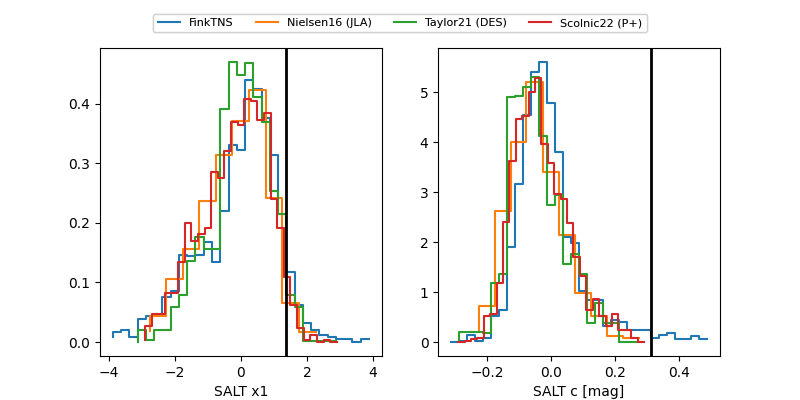 FinkTNS Nielsen16 (JLA) Taylor21 (DES) Scolnic22 (P+)
0.4
0.3
0.2
0.1
0.0
−4 −2 0 2 4
SALT x1
5
4
3
2
1
0
−0.2 0.0 0.2 0.4
SALT c [mag]